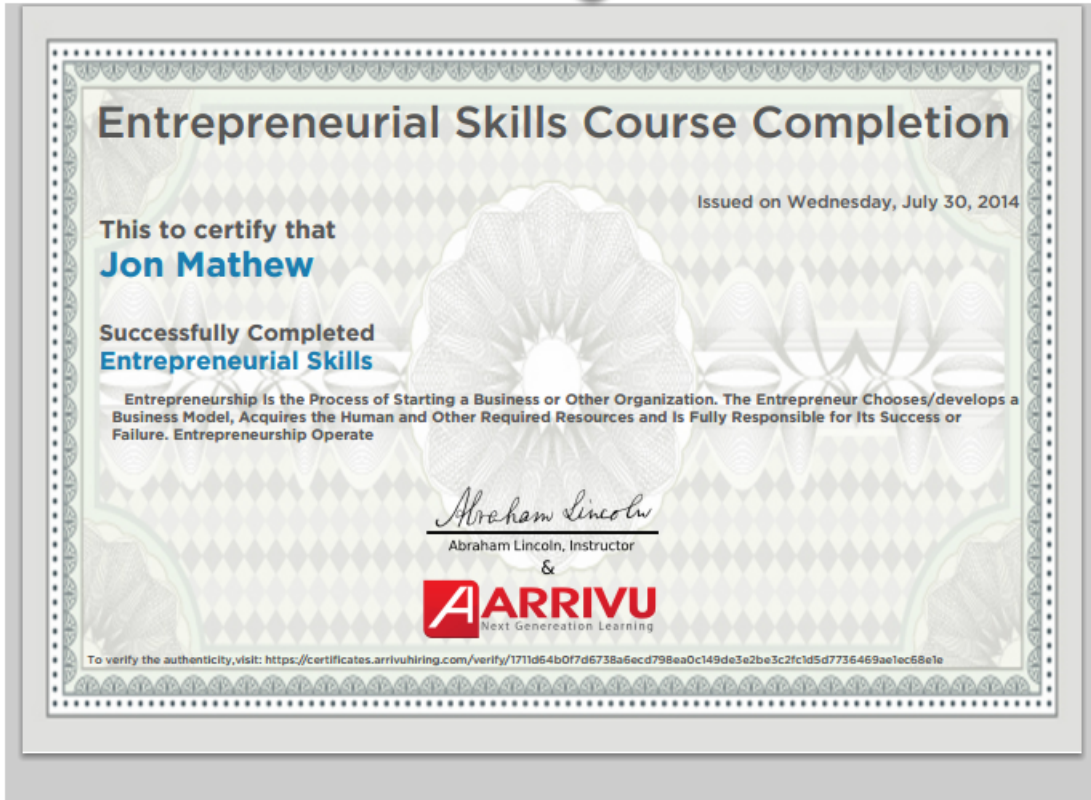 Entrepreneurial Skills Course Completion
Issued on Wednesday, July 30, 2014
This to certify that
Jon Mathew
Successfully Completed
Entrepreneurial Skills
Entrepreneurship Is the Process of Starting a Business or Other Organization. The Entrepreneur Chooses/develops a
Business Model, Acquires the Human and Other Required Resources and Is Fully Responsible for Its Success or
Failure. Entrepreneurship Operate
Abraham Lincoln
Abraham Lincoln, Instructor
&
A ARRIVU
Next Genereation Learning
To verify the authenticity,visit: https://certificates.arrivuhiring.com/verify/1711d64b0f7d6738a6ecd798ea0c149de3e2be3c2fc1d5d7736469ae1ec68e1e